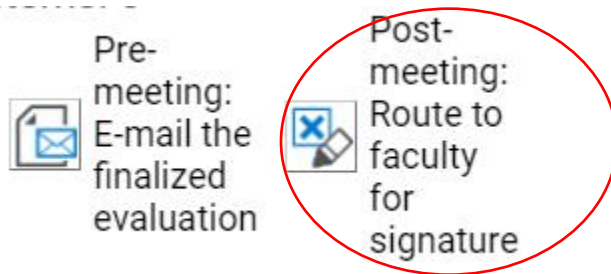 Pre-
meeting:
E-mail the
finalized
evaluation
Post-
meeting:
Route to
faculty
for
signature